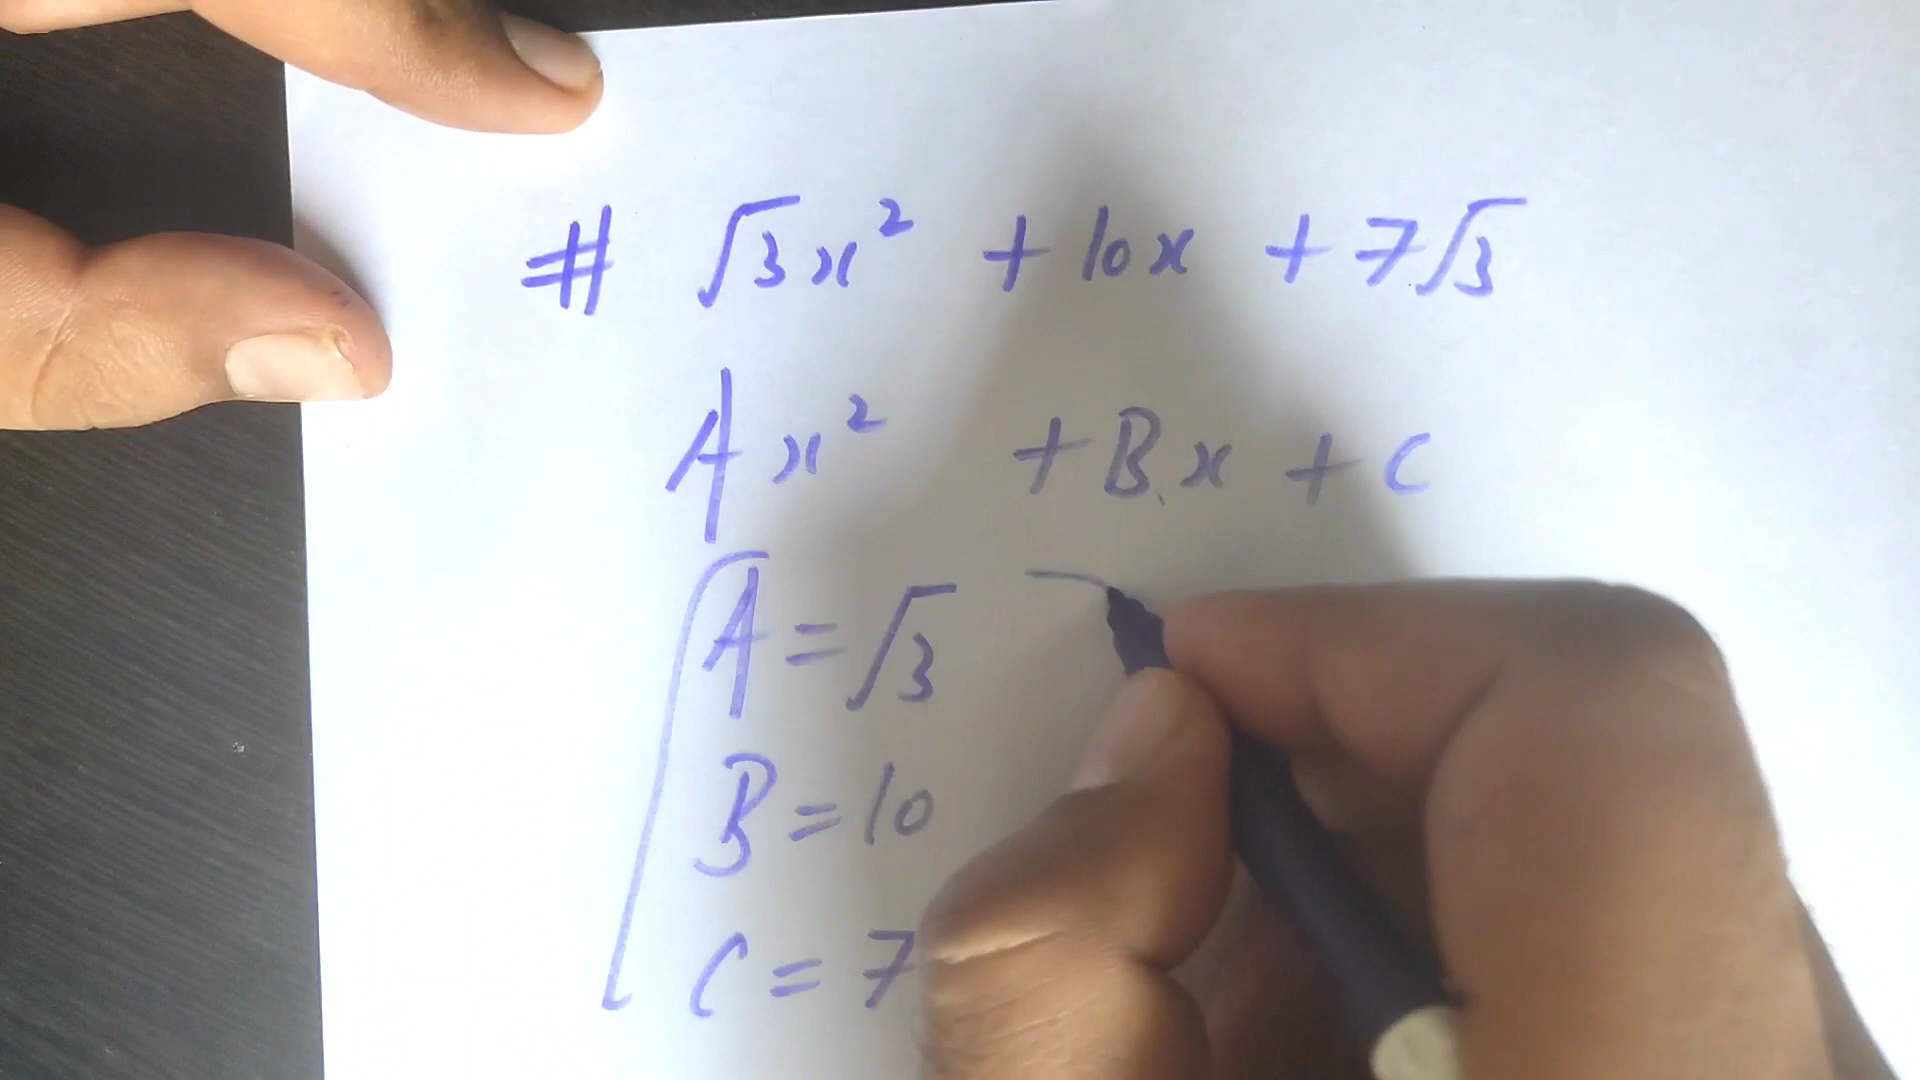 # √3x² + 10x + 7√3
Ax² + Bx + C
A = √3
B = 10
C = 7